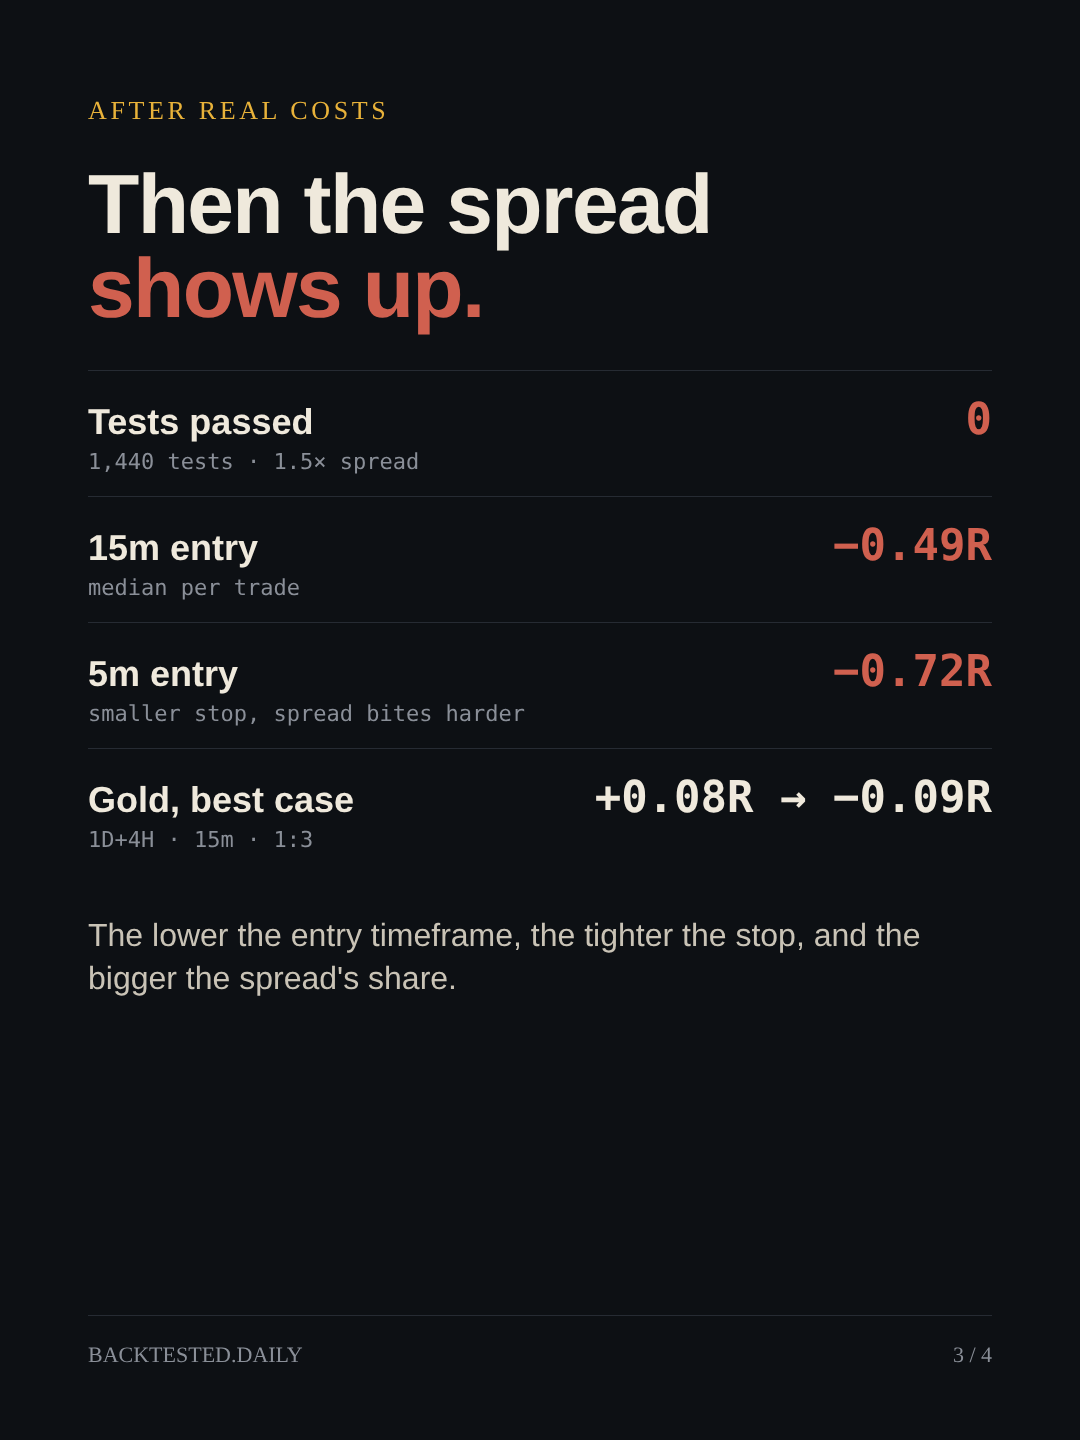 AFTER REAL COSTS
Then the spread
shows up.
Tests passed
0
1,440 tests · 1.5× spread
15m entry
−0.49R
median per trade
5m entry
−0.72R
smaller stop, spread bites harder
Gold, best case
+0.08R → −0.09R
1D+4H · 15m · 1:3
The lower the entry timeframe, the tighter the stop, and the
bigger the spread's share.
BACKTESTED.DAILY
3 / 4